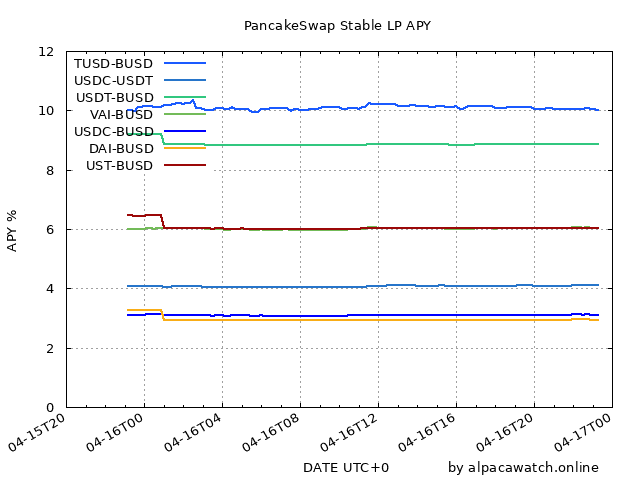 PancakeSwap Stable LP APY
12
10
8
6
4
2
0
APY %
TUSD-BUSD
USDC-USDT
USDT-BUSD
VAI-BUSD
USDC-BUSD
DAI-BUSD
UST-BUSD
04-15T20
04-16T00
04-16T04
04-16T08
04-16T12
04-16T16
04-16T20
04-17T00
DATE UTC+0
by alpacawatch.online